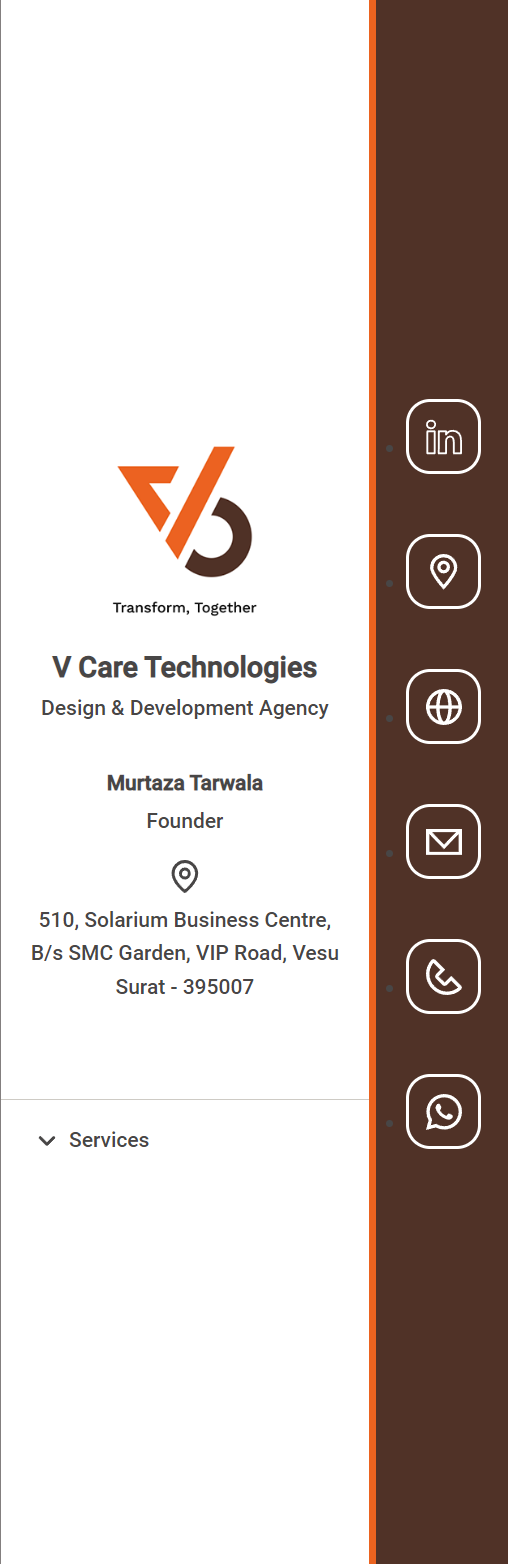 Transform, Together
V Care Technologies
Design & Development Agency
Murtaza Tarwala
Founder
510, Solarium Business Centre,
B/s SMC Garden, VIP Road, Vesu
Surat - 395007
Services
in